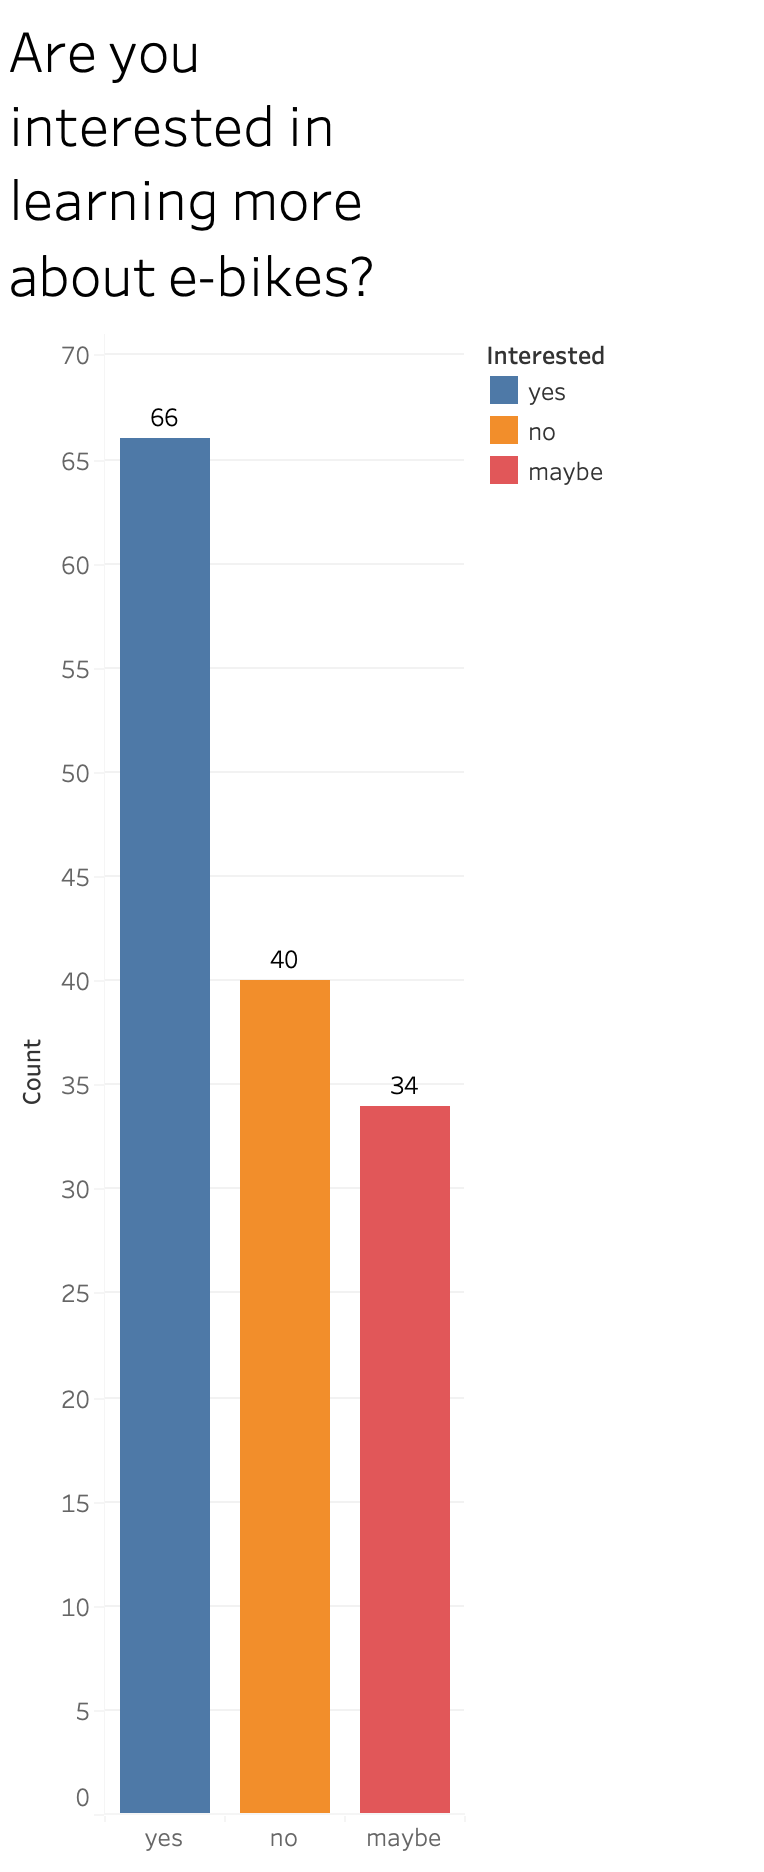 Are you
interested in
learning more
about e-bikes?
Interested
yes
no
maybe
70
65
60
55
50
45
40
35
30
25
20
15
10
5
0
Count
66
40
34
yes
no
maybe